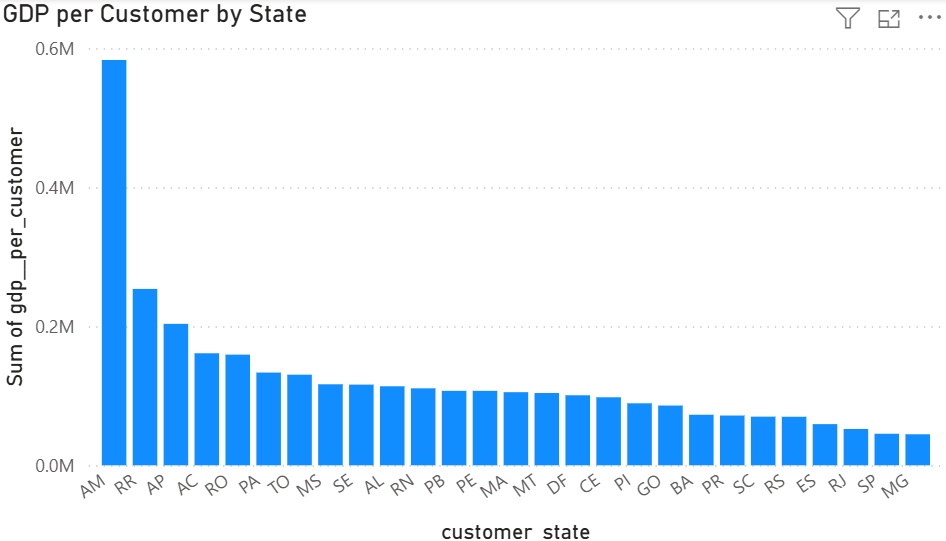 GDP per Customer by State
Sum of gdp__per_customer
0.6M
0.4M
0.2M
0.0M
AM RR AP AC RO PA TO MS SE AL RN PB PE MA MT DF CE PI GO BA PR SC RS ES RJ SP MG
customer_state